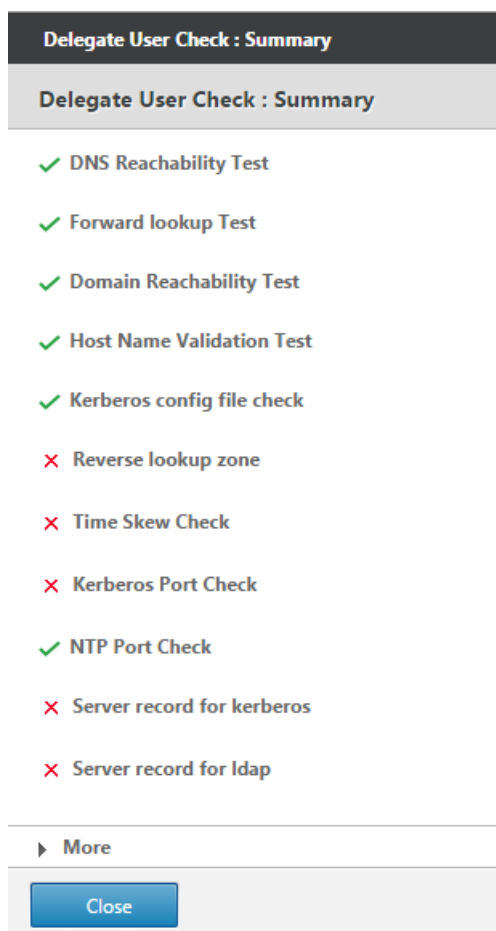 Delegate User Check : Summary
Delegate User Check : Summary
DNS Reachability Test
Forward lookup Test
Domain Reachability Test
Host Name Validation Test
Kerberos config file check
Reverse lookup zone
Time Skew Check
Kerberos Port Check
NTP Port Check
Server record for kerberos
Server record for ldap
More
Close